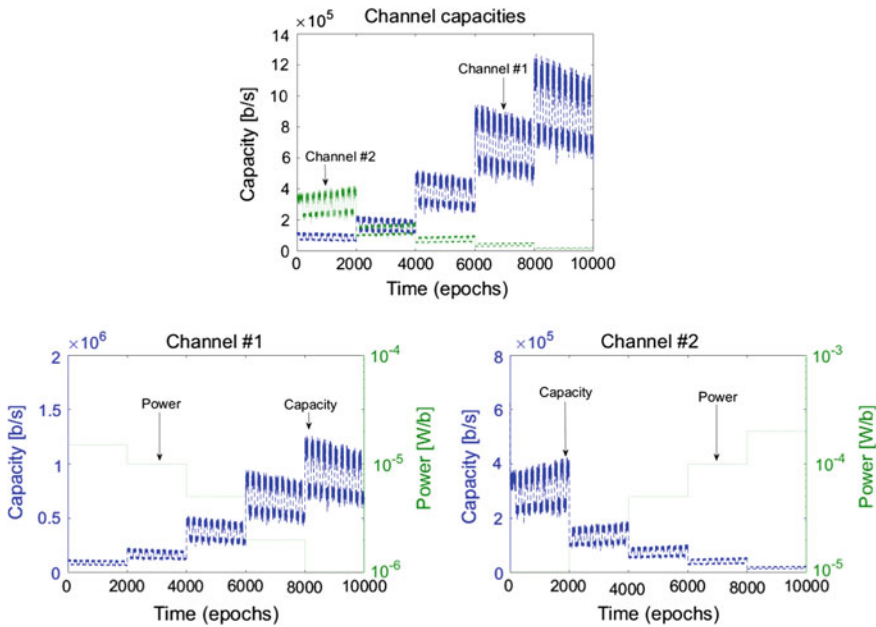 Channel capacities
×10⁵
14
12
10
8
6
4
2
0
Capacity [b/s]
Channel #1
Channel #2
0 2000 4000 6000 8000 10000
Time (epochs)
Channel #1
×10⁶
2
1.5
1
0.5
0
Capacity [b/s]
Power
Capacity
10⁻⁴
10⁻⁵
10⁻⁶
Power [W/b]
0 2000 4000 6000 8000 10000
Time (epochs)
Channel #2
×10⁵
8
6
4
2
0
Capacity [b/s]
Capacity
Power
10⁻³
10⁻⁴
10⁻⁵
Power [W/b]
0 2000 4000 6000 8000 10000
Time (epochs)